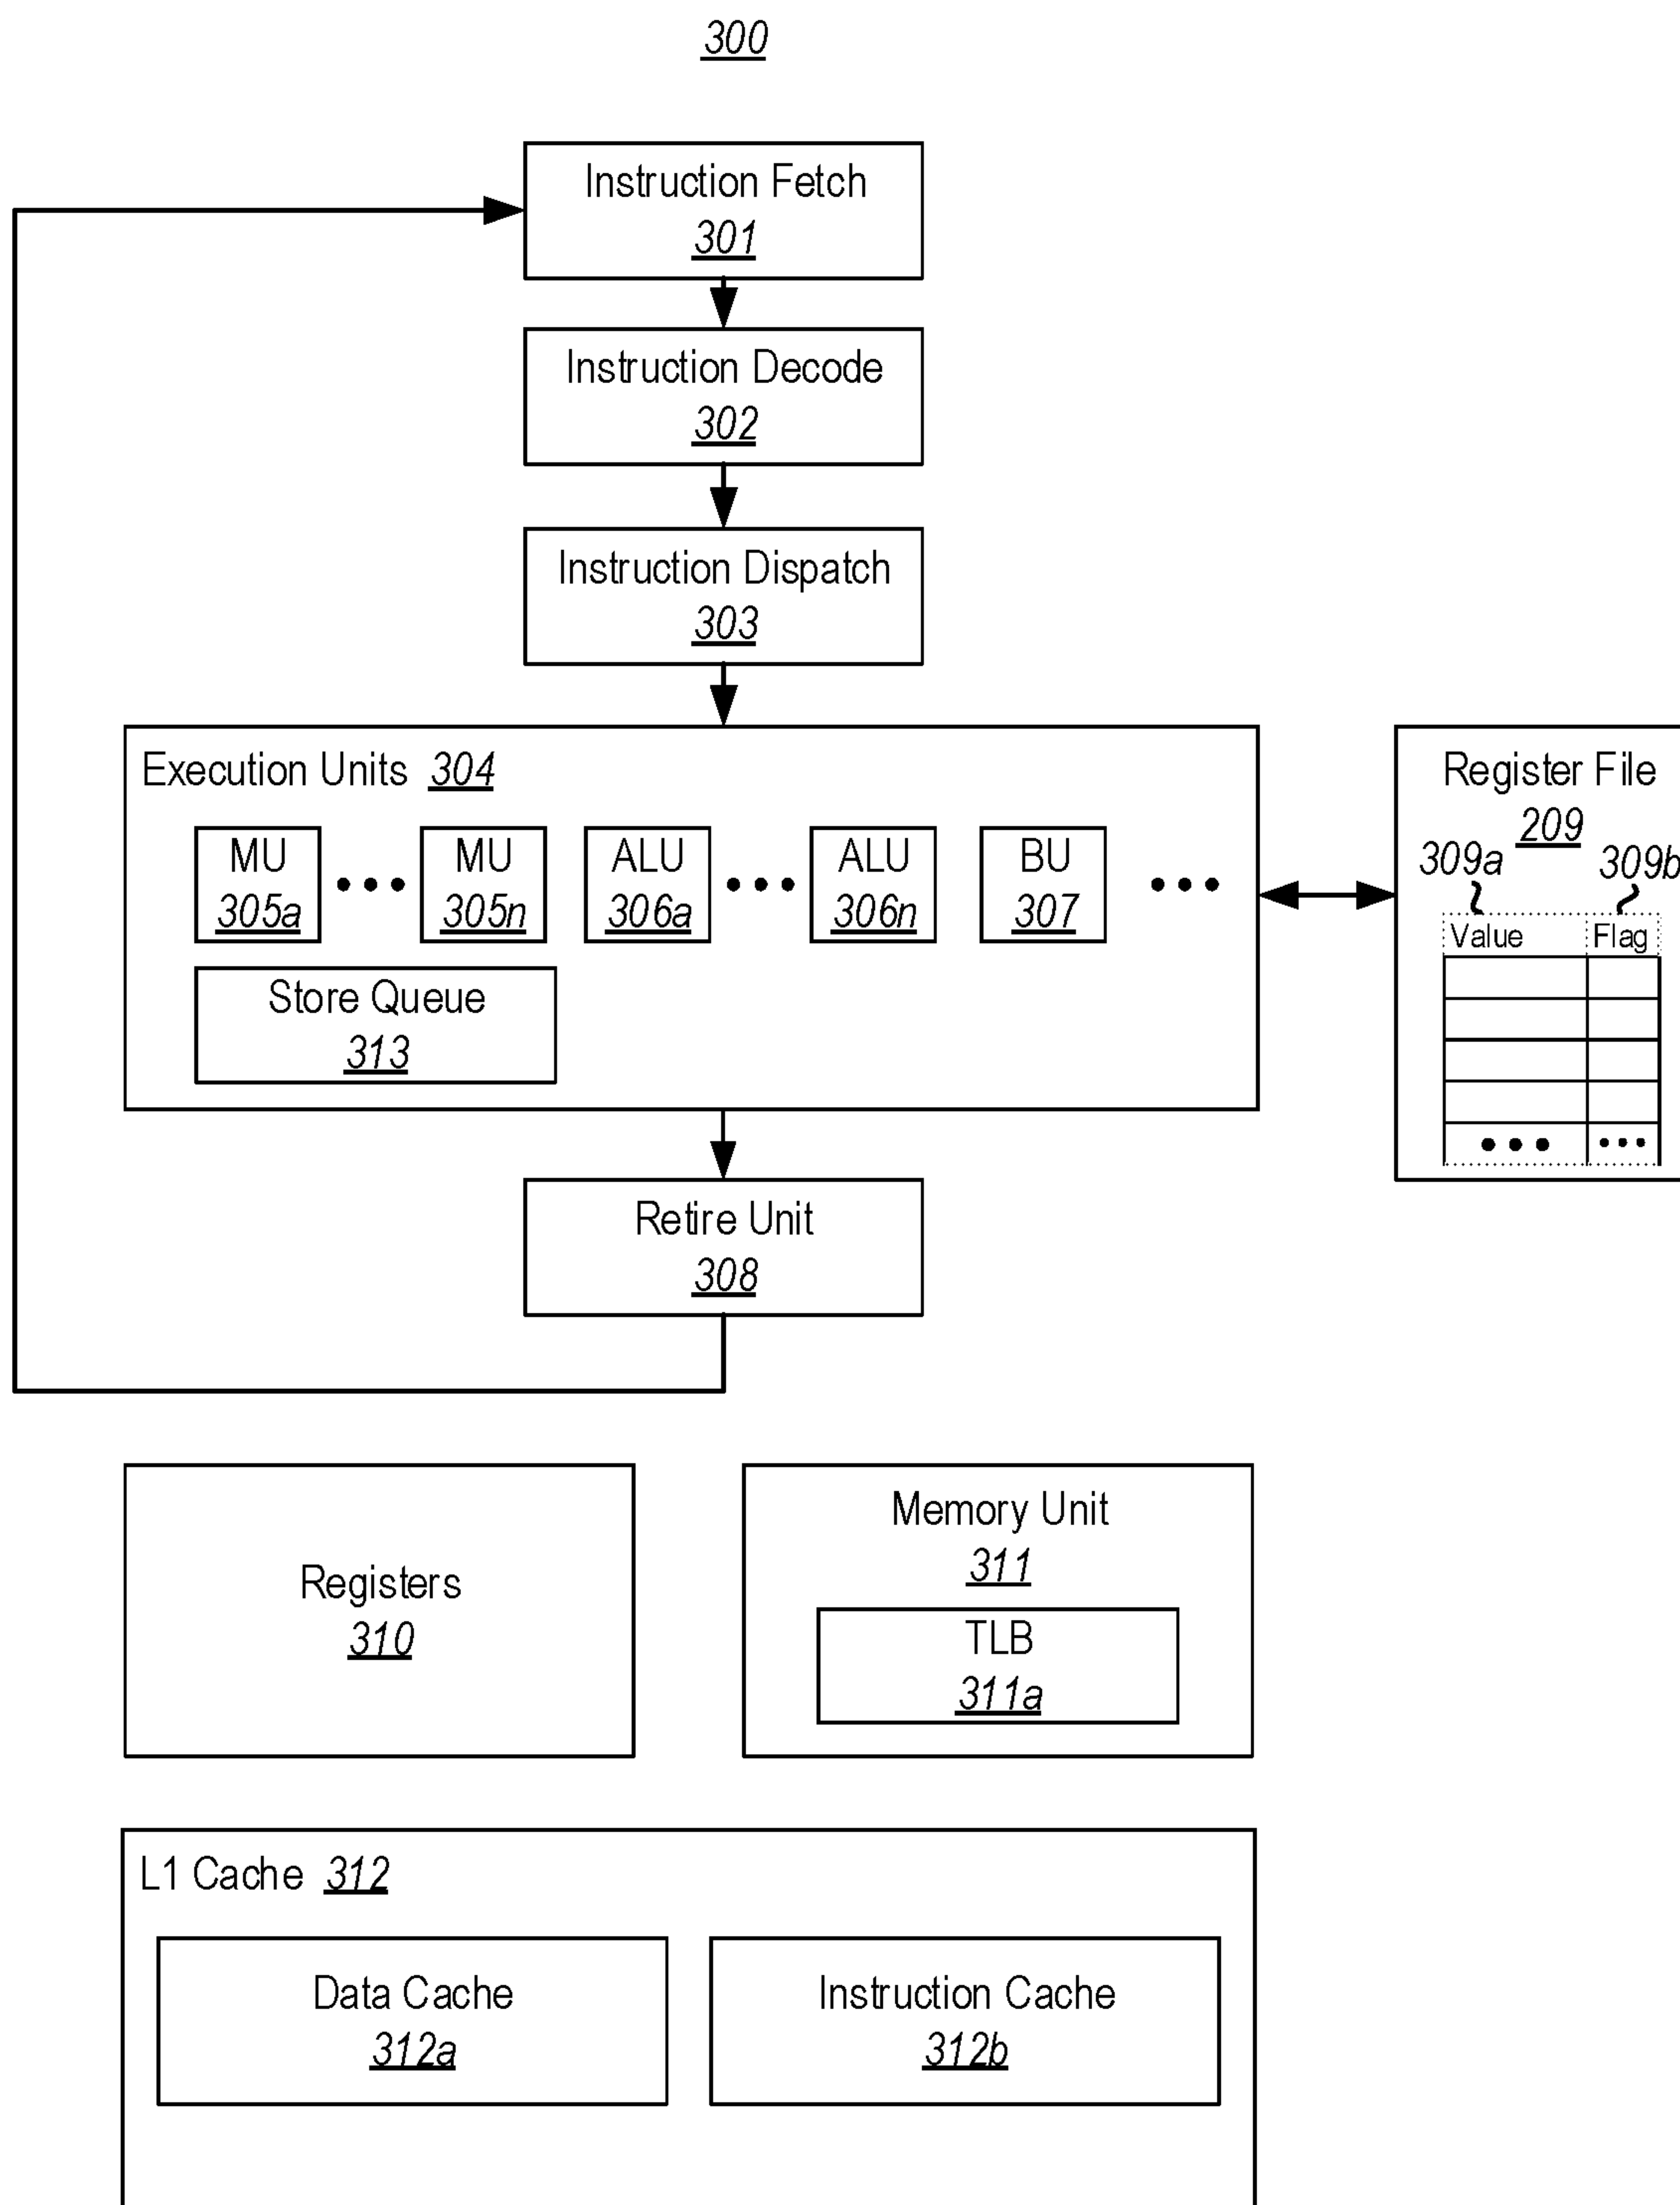 300
Instruction Fetch
301
Instruction Decode
302
Instruction Dispatch
303
Execution Units 304
MU
305a
MU
305n
ALU
306a
ALU
306n
BU
307
Store Queue
313
Register File
209
309a
309b
Value
Flag
Retire Unit
308
Registers
310
Memory Unit
311
TLB
311a
L1 Cache 312
Data Cache
312a
Instruction Cache
312b